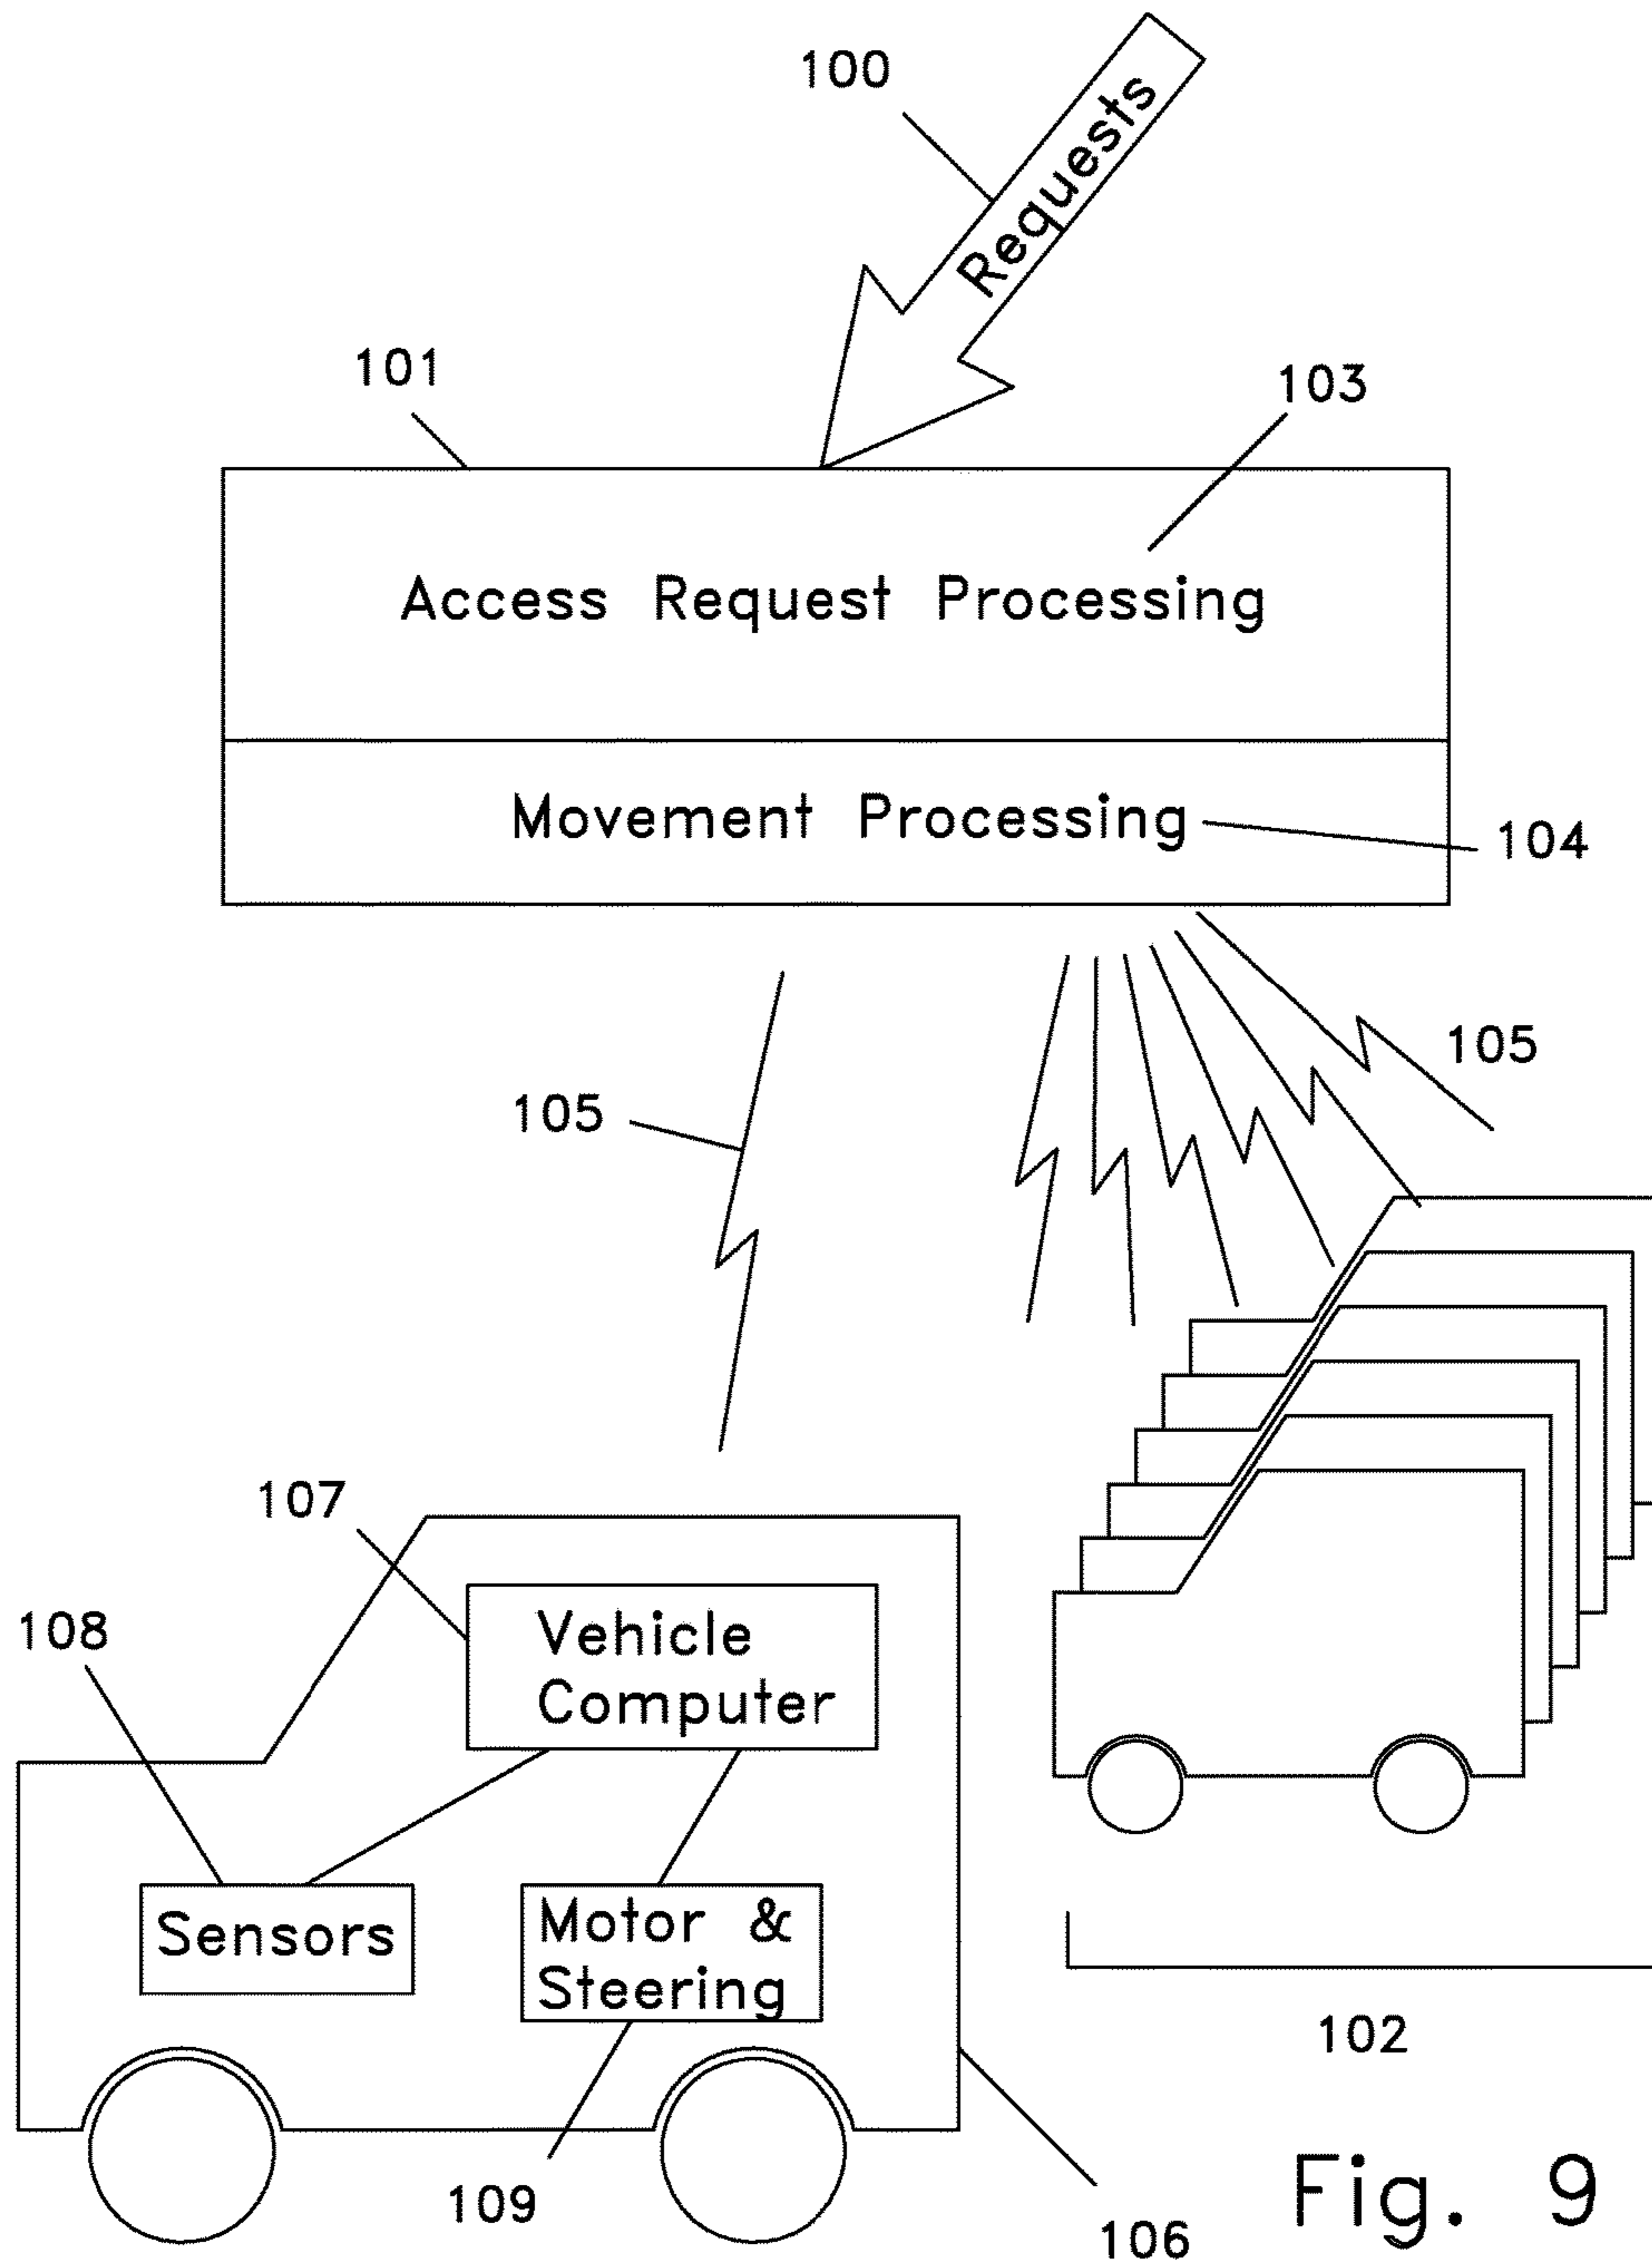 100
Requests
101
103
Access Request Processing
Movement Processing
104
105
105
107
Vehicle
Computer
108
Sensors
Motor &
Steering
102
109
106
Fig. 9